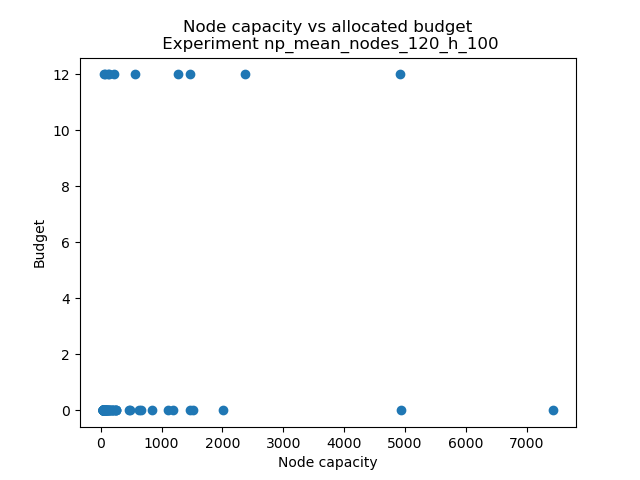 Node capacity vs allocated budget
Experiment np_mean_nodes_120_h_100
12
10
8
6
4
2
0
Budget
0 1000 2000 3000 4000 5000 6000 7000
Node capacity